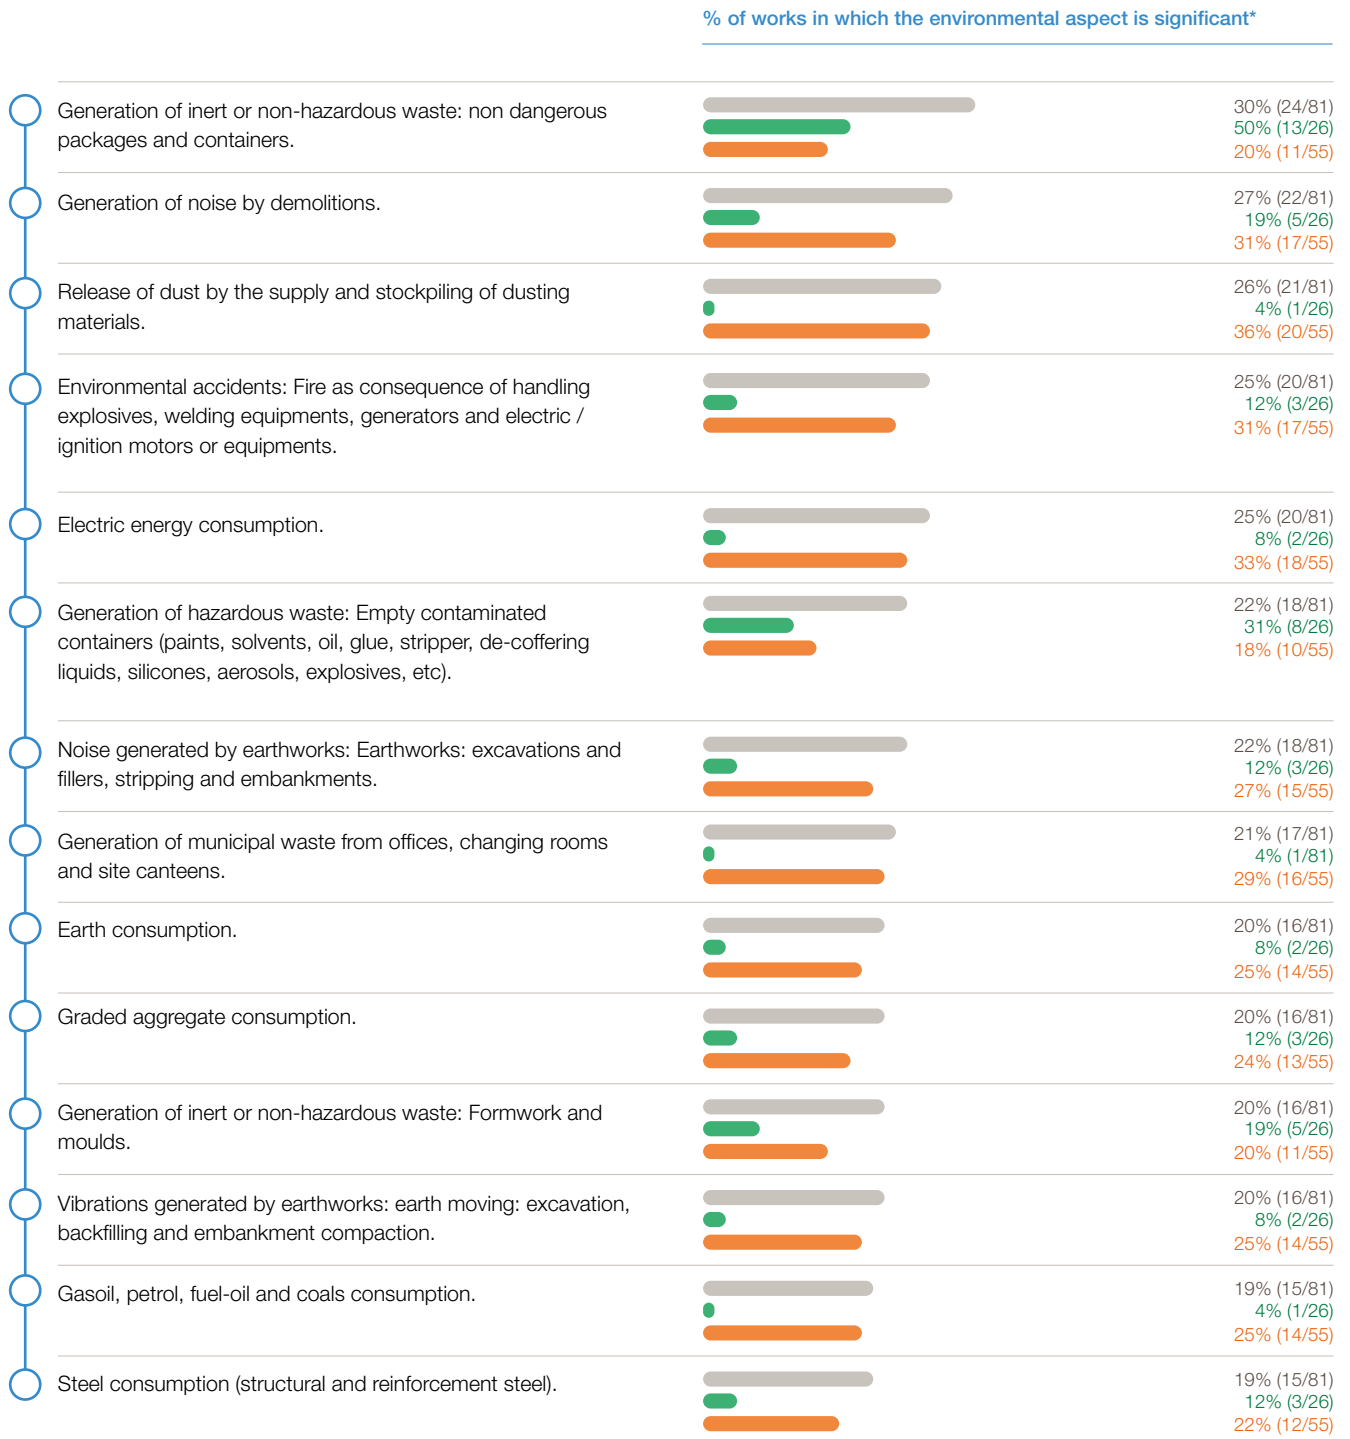 % of works in which the environmental aspect is significant*
Generation of inert or non-hazardous waste: non dangerous
packages and containers.
30% (24/81)
50% (13/26)
20% (11/55)
Generation of noise by demolitions.
27% (22/81)
19% (5/26)
31% (17/55)
Release of dust by the supply and stockpiling of dusting
materials.
26% (21/81)
4% (1/26)
36% (20/55)
Environmental accidents: Fire as consequence of handling
explosives, welding equipments, generators and electric /
ignition motors or equipments.
25% (20/81)
12% (3/26)
31% (17/55)
Electric energy consumption.
25% (20/81)
8% (2/26)
33% (18/55)
Generation of hazardous waste: Empty contaminated
containers (paints, solvents, oil, glue, stripper, de-coffering
liquids, silicones, aerosols, explosives, etc).
22% (18/81)
31% (8/26)
18% (10/55)
Noise generated by earthworks: Earthworks: excavations and
fillers, stripping and embankments.
22% (18/81)
12% (3/26)
27% (15/55)
Generation of municipal waste from offices, changing rooms
and site canteens.
21% (17/81)
4% (1/81)
29% (16/55)
Earth consumption.
20% (16/81)
8% (2/26)
25% (14/55)
Graded aggregate consumption.
20% (16/81)
12% (3/26)
24% (13/55)
Generation of inert or non-hazardous waste: Formwork and
moulds.
20% (16/81)
19% (5/26)
20% (11/55)
Vibrations generated by earthworks: earth moving: excavation,
backfilling and embankment compaction.
20% (16/81)
8% (2/26)
25% (14/55)
Gasoil, petrol, fuel-oil and coals consumption.
19% (15/81)
4% (1/26)
25% (14/55)
Steel consumption (structural and reinforcement steel).
19% (15/81)
12% (3/26)
22% (12/55)